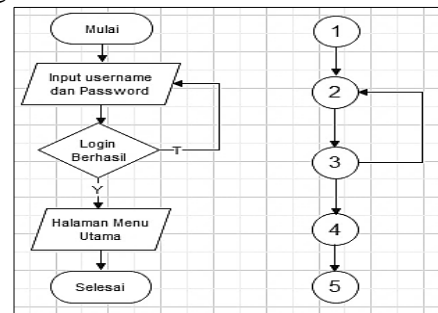 Mulai
Input username
dan Password
Login
Berhasil
T
Y
Halaman Menu
Utama
Selesai
1
2
3
4
5